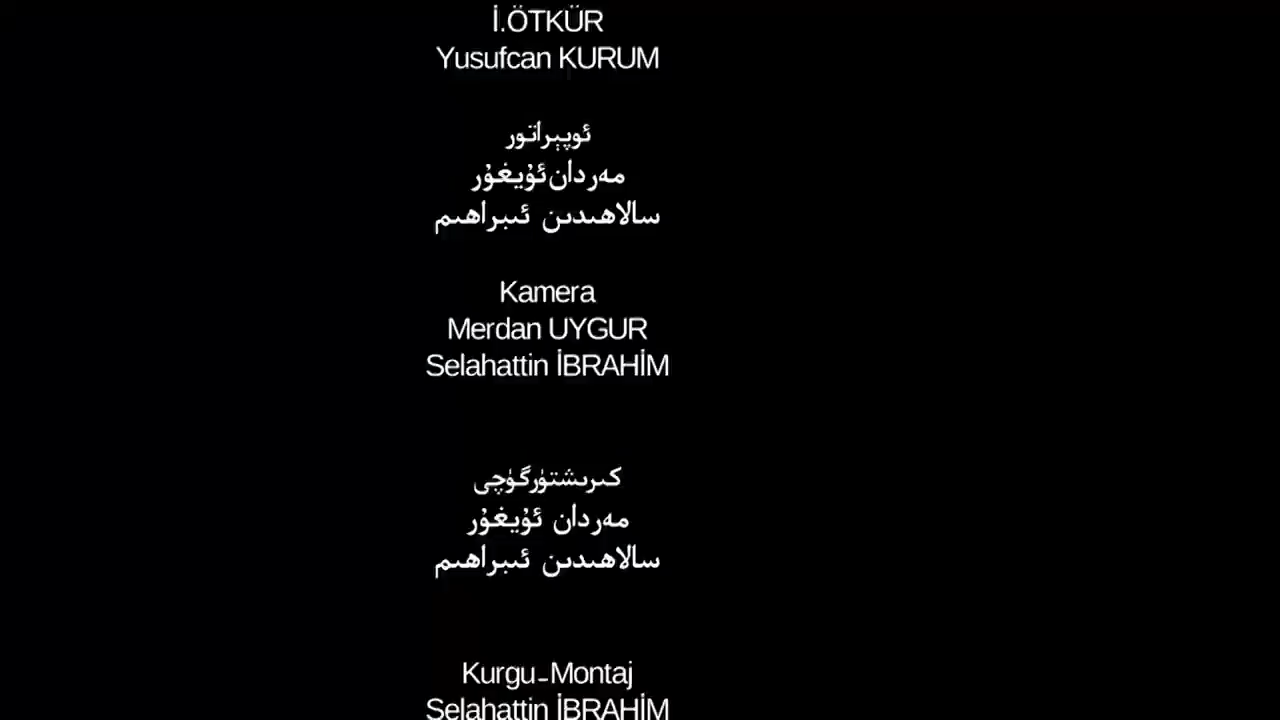 İ.ÖTKÜR
Yusufcan KURUM
ئوپېراتور
مەردان ئۇيغۇر
سالاھىدىن ئىبراھىم
Kamera
Merdan UYGUR
Selahattin İBRAHİM
كىرىشتۈرگۈچى
مەردان ئۇيغۇر
سالاھىدىن ئىبراھىم
Kurgu-Montaj
Selahattin İBRAHİM